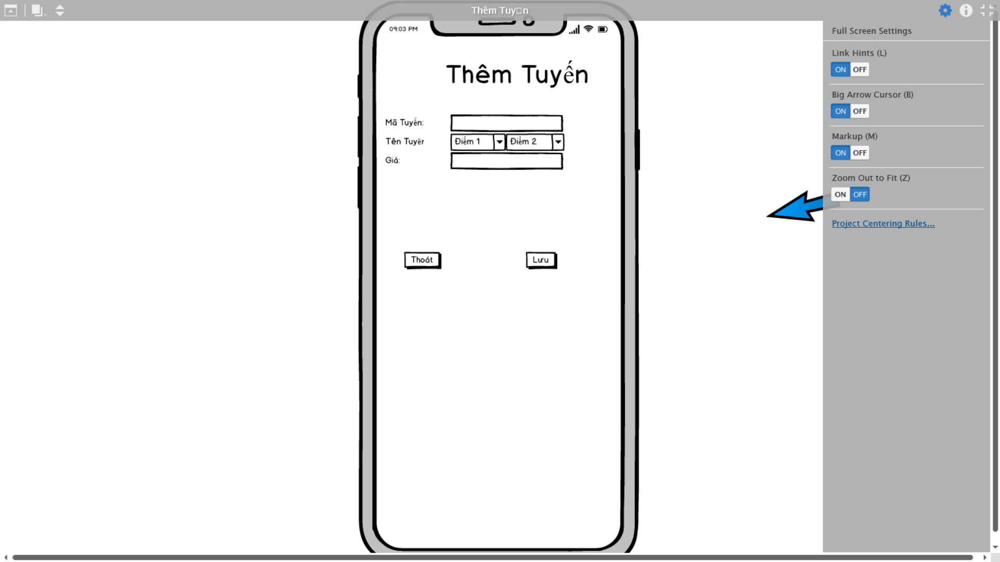 Thêm Tuy□n
09:03 PM
Full Screen Settings
Link Hints (L)
ON OFF
Big Arrow Cursor (B)
ON OFF
Markup (M)
ON OFF
Zoom Out to Fit (Z)
ON OFF
Project Centering Rules...
Thêm Tuyến
Mã Tuyến:
Tên Tuyêr
Điểm 1
Điểm 2
Giá:
Thoát
Lưu